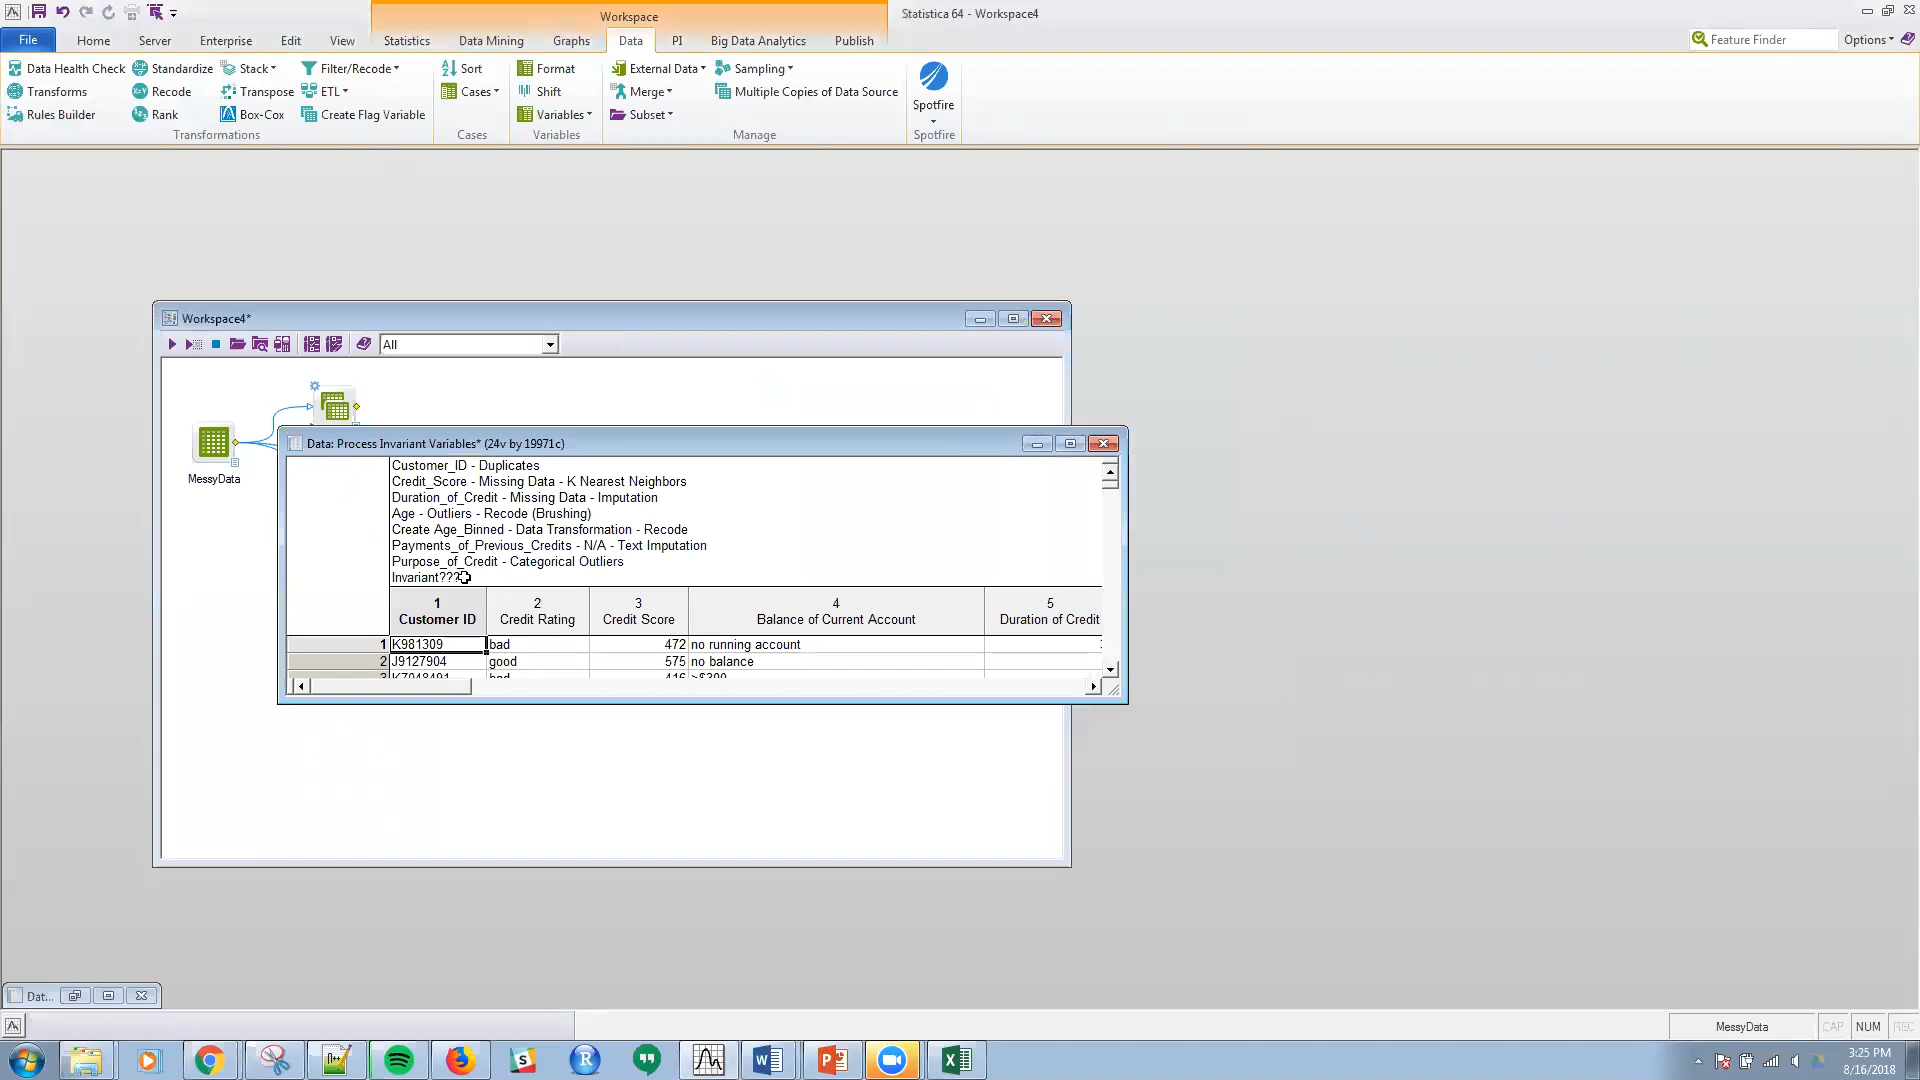 Workspace
Statistica 64 - Workspace4
File
Home
Server
Enterprise
Edit
View
Statistics
Data Mining
Graphs
Data
PI
Big Data Analytics
Publish
Feature Finder
Options
Data Health Check
Standardize
Stack
Filter/Recode
Sort
Format
External Data
Sampling
Transforms
Recode
Transpose
ETL
Cases
Shift
Merge
Multiple Copies of Data Source
Rules Builder
Rank
Box-Cox
Create Flag Variable
Variables
Subset
Spotfire
Transformations
Cases
Variables
Manage
Spotfire
Workspace4*
All
MessyData
Data: Process Invariant Variables* (24v by 19971c)
Customer_ID - Duplicates
Credit_Score - Missing Data - K Nearest Neighbors
Duration_of_Credit - Missing Data - Imputation
Age - Outliers - Recode (Brushing)
Create Age_Binned - Data Transformation - Recode
Payments_of_Previous_Credits - N/A - Text Imputation
Purpose_of_Credit - Categorical Outliers
Invariant???
1 2 3 4 5
Customer ID Credit Rating Credit Score Balance of Current Account Duration of Credit
1 K981309 bad 472 no running account
2 J9127904 good 575 no balance
3 K7048491 bad 416 >$300
Dat...
MessyData
CAP
NUM
REC
3:25 PM
8/16/2018